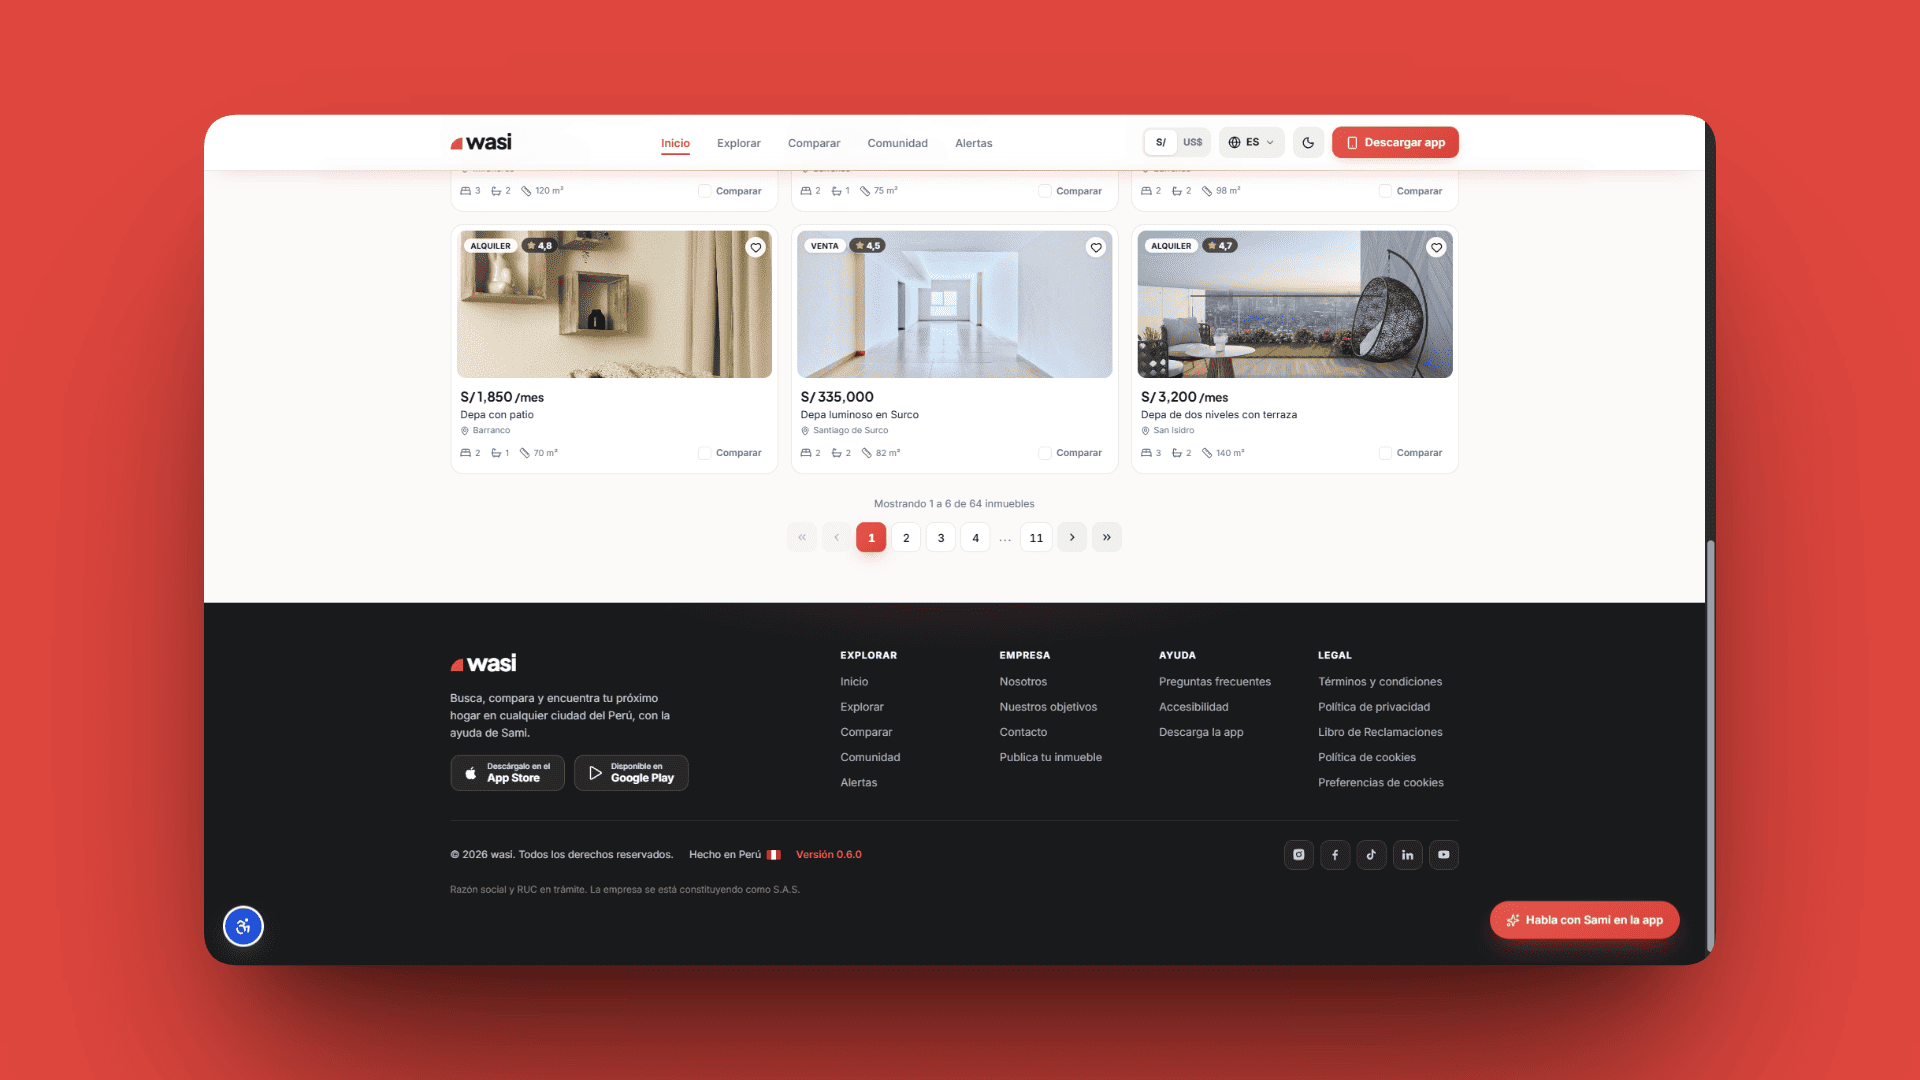 wasi
Inicio Explorar Comparar Comunidad Alertas
S/ US$ ES Descargar app
3 2 120 m² Comparar
2 1 75 m² Comparar
2 2 98 m² Comparar
ALQUILER 4,8
S/ 1,850 /mes
Depa con patio
Barranco
2 1 70 m² Comparar
VENTA 4,5
S/ 335,000
Depa luminoso en Surco
Santiago de Surco
2 2 82 m² Comparar
ALQUILER 4,7
S/ 3,200 /mes
Depa de dos niveles con terraza
San Isidro
3 2 140 m² Comparar
Mostrando 1 a 6 de 64 inmuebles
« ‹ 1 2 3 4 ... 11 › »
wasi
Busca, compara y encuentra tu próximo
hogar en cualquier ciudad del Perú, con la
ayuda de Sami.
Descárgalo en el
App Store
Disponible en
Google Play
EXPLORAR
Inicio
Explorar
Comparar
Comunidad
Alertas
EMPRESA
Nosotros
Nuestros objetivos
Contacto
Publica tu inmueble
AYUDA
Preguntas frecuentes
Accesibilidad
Descarga la app
LEGAL
Términos y condiciones
Política de privacidad
Libro de Reclamaciones
Política de cookies
Preferencias de cookies
© 2026 wasi. Todos los derechos reservados. Hecho en Perú Versión 0.6.0
Razón social y RUC en trámite. La empresa se está constituyendo como S.A.S.
Habla con Sami en la app